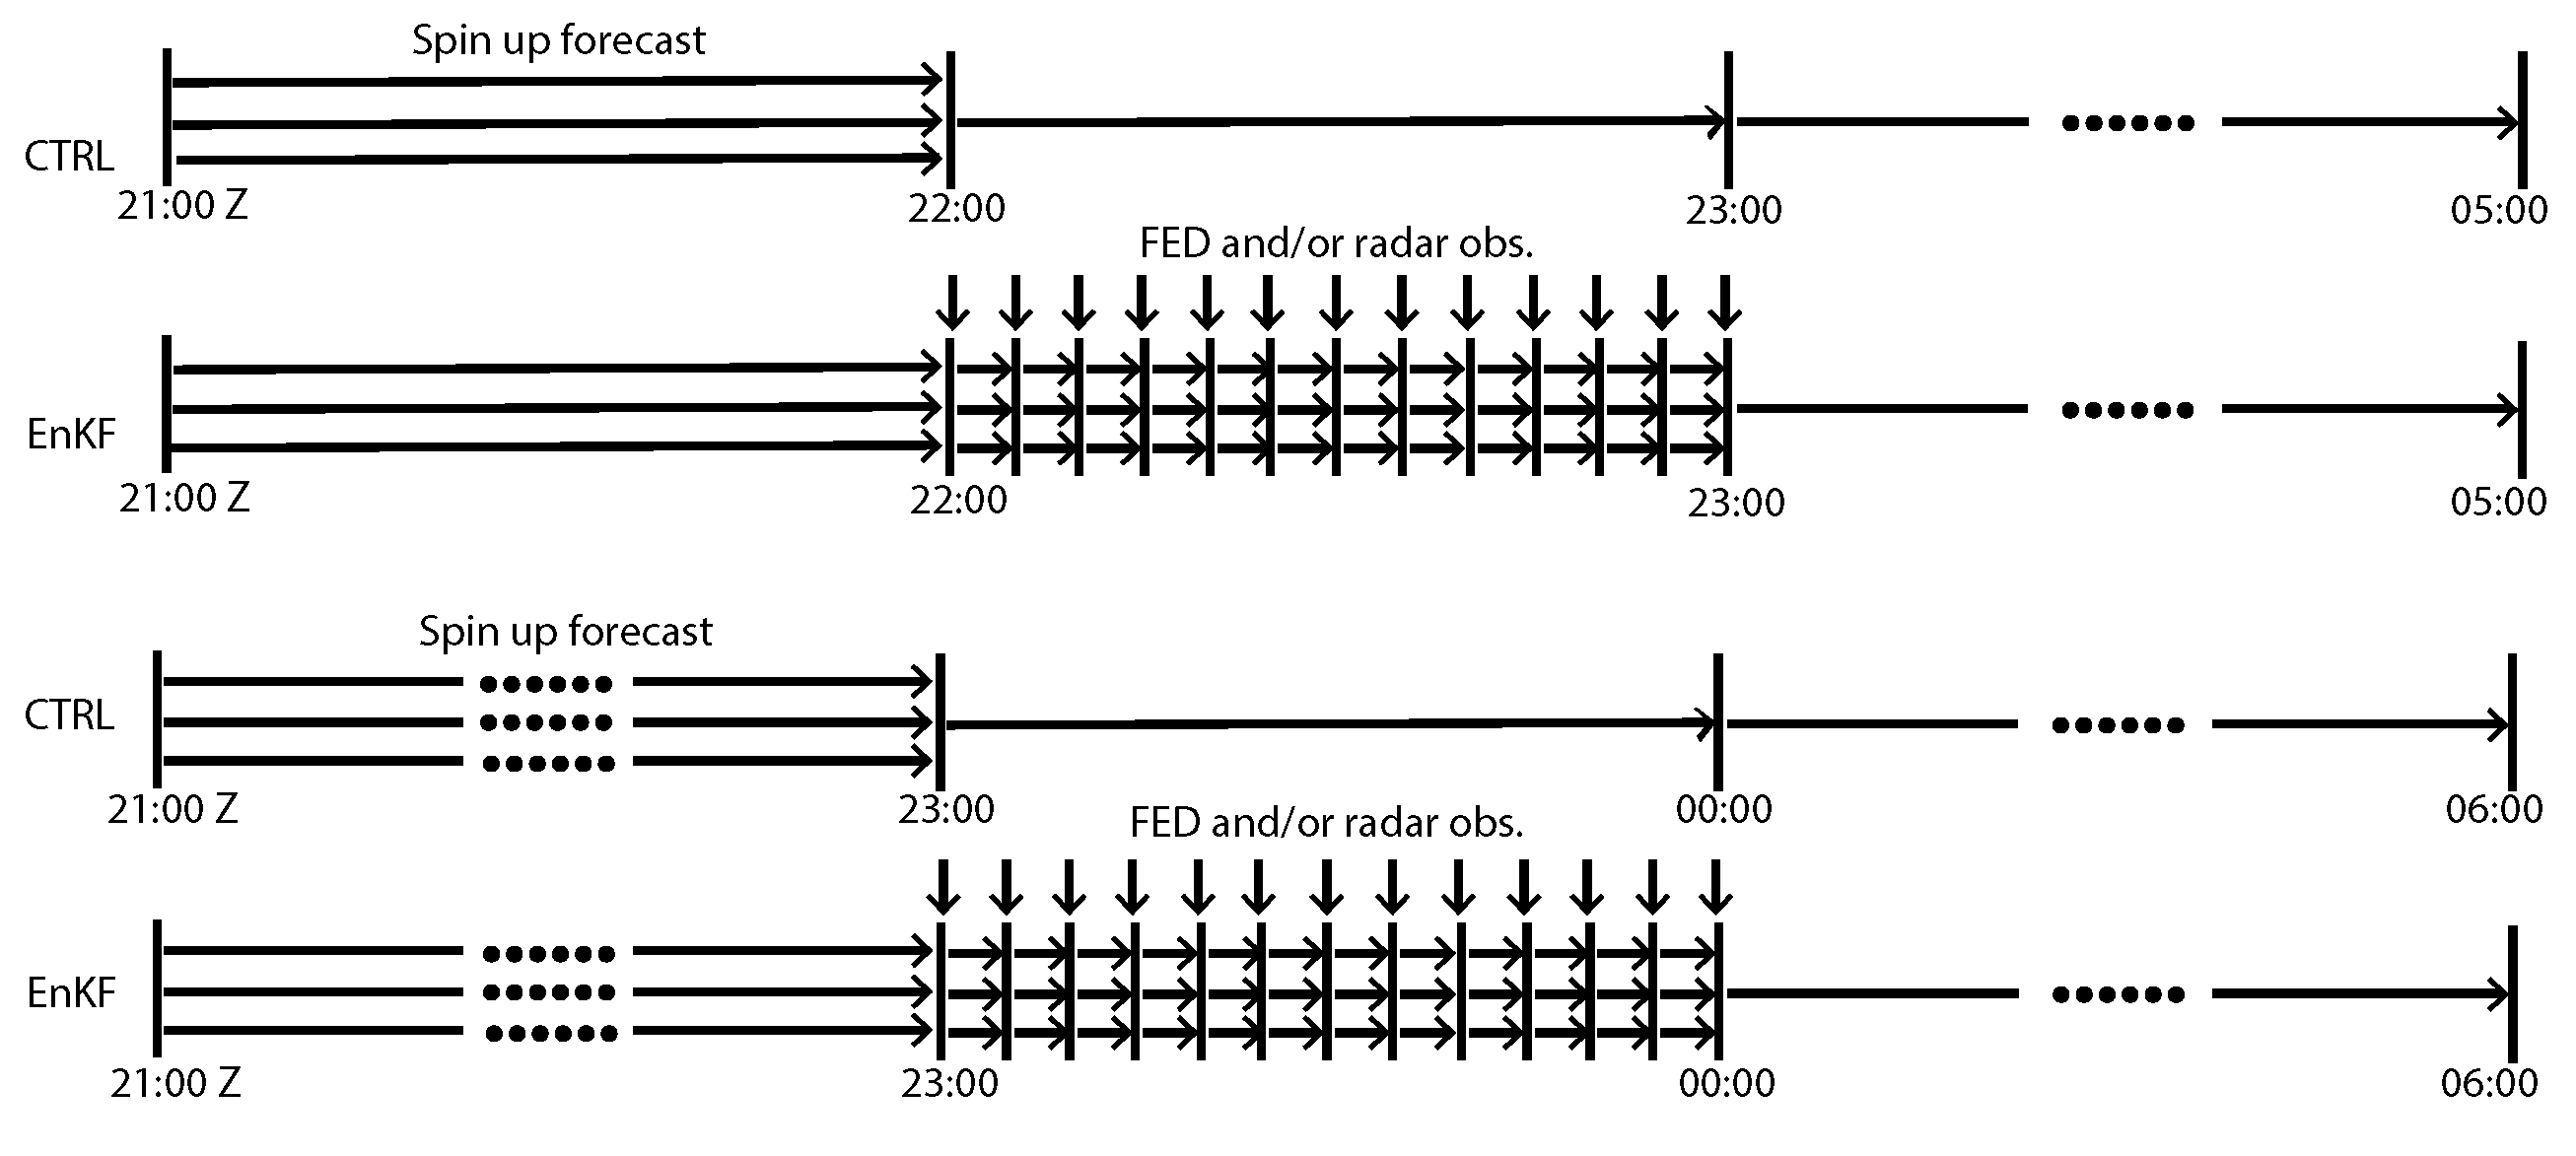 Spin up forecast
CTRL
21:00 Z
22:00
23:00
05:00
FED and/or radar obs.
EnKF
21:00 Z
22:00
23:00
05:00
Spin up forecast
CTRL
21:00 Z
23:00
00:00
06:00
FED and/or radar obs.
EnKF
21:00 Z
23:00
00:00
06:00